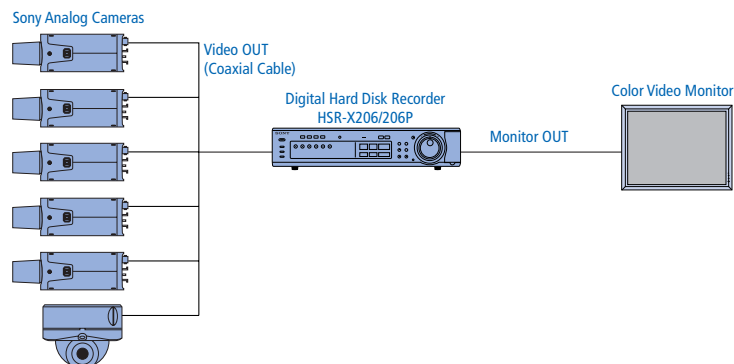 Sony Analog Cameras
Video OUT
(Coaxial Cable)
Digital Hard Disk Recorder
HSR-X206/206P
Color Video Monitor
Monitor OUT
SONY